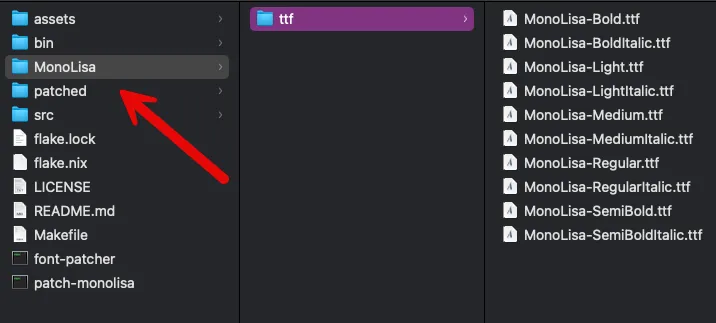 assets
bin
MonoLisa
patched
src
flake.lock
flake.nix
LICENSE
README.md
Makefile
font-patcher
patch-monolisa
ttf
MonoLisa-Bold.ttf
MonoLisa-BoldItalic.ttf
MonoLisa-Light.ttf
MonoLisa-LightItalic.ttf
MonoLisa-Medium.ttf
MonoLisa-MediumItalic.ttf
MonoLisa-Regular.ttf
MonoLisa-RegularItalic.ttf
MonoLisa-SemiBold.ttf
MonoLisa-SemiBoldItalic.ttf